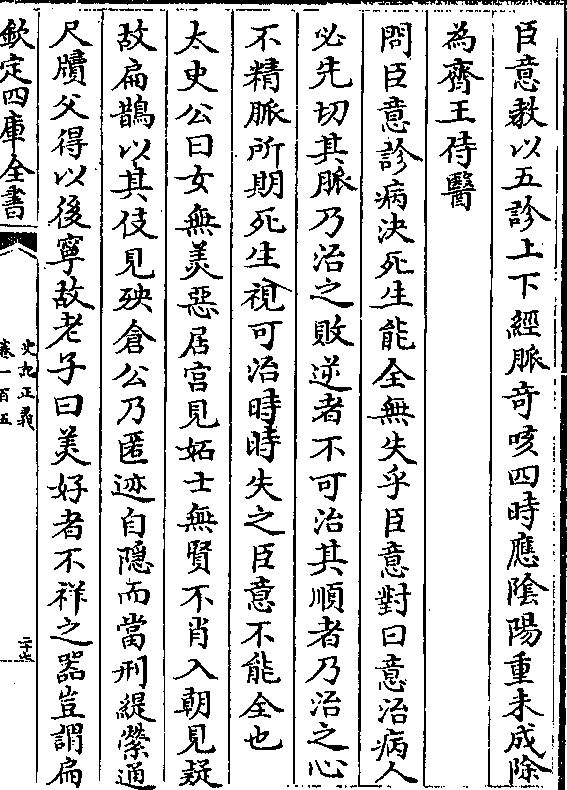 臣意教以五診上下經脈竒咳四時應隂陽重未成除
為齊王侍醫
問臣意診病決死生能全無失乎臣意對曰意治病人
必先切其脈乃治之敗逆者不可治其順者乃治之心
不精脈所期死生視可治時時失之臣意不能全也
太史公曰女無美惡居宫見妬士無賢不肖入朝見疑
故扁鵲以其伎見殃倉公乃匿迹自隱而當刑緹縈通
尺牘父得以後寧故老子曰美好者不祥之器豈謂扁
欽定四庫全書
史記正義
卷一百五
二十七